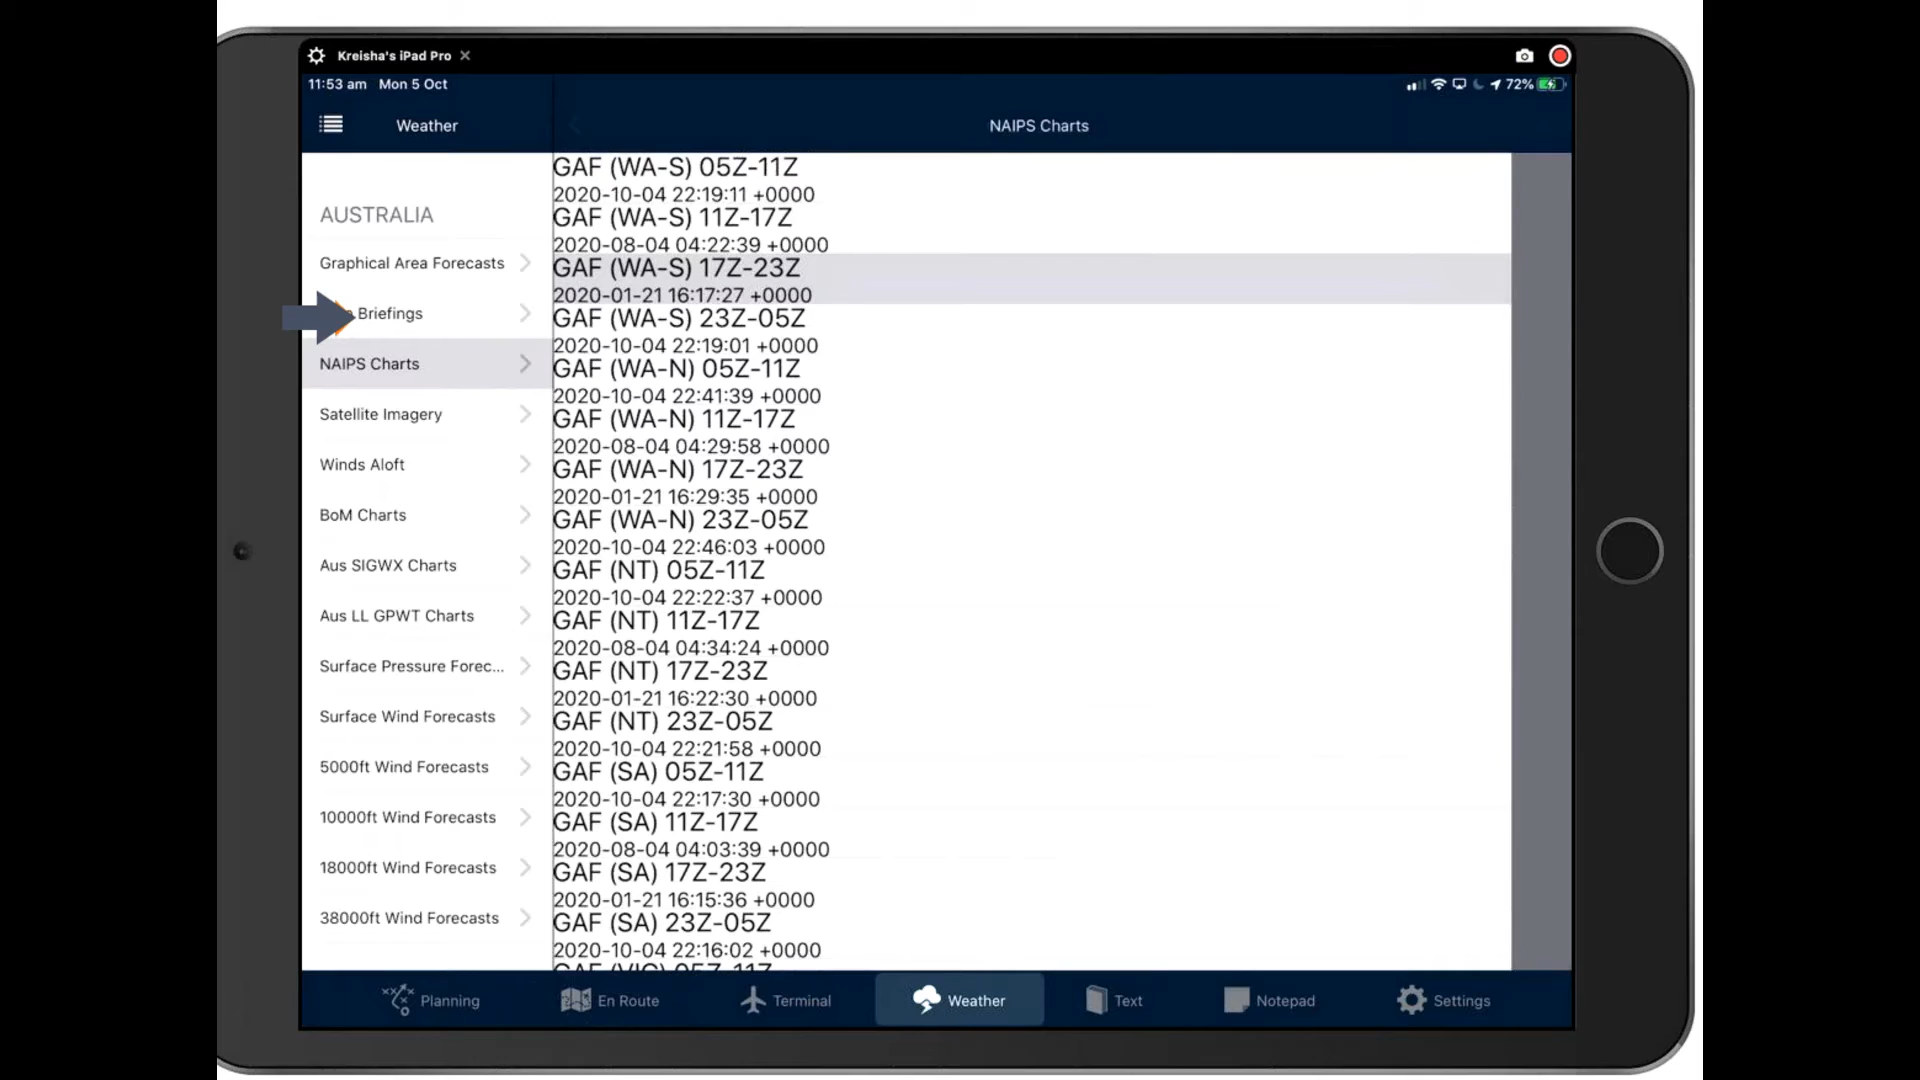 Kreisha's iPad Pro
11:53 am Mon 5 Oct
72%
Weather
NAIPS Charts
AUSTRALIA
Graphical Area Forecasts
Briefings
NAIPS Charts
Satellite Imagery
Winds Aloft
BoM Charts
Aus SIGWX Charts
Aus LL GPWT Charts
Surface Pressure Forec...
Surface Wind Forecasts
5000ft Wind Forecasts
10000ft Wind Forecasts
18000ft Wind Forecasts
38000ft Wind Forecasts
GAF (WA-S) 05Z-11Z
2020-10-04 22:19:11 +0000
GAF (WA-S) 11Z-17Z
2020-08-04 04:22:39 +0000
GAF (WA-S) 17Z-23Z
2020-01-21 16:17:27 +0000
GAF (WA-S) 23Z-05Z
2020-10-04 22:19:01 +0000
GAF (WA-N) 05Z-11Z
2020-10-04 22:41:39 +0000
GAF (WA-N) 11Z-17Z
2020-08-04 04:29:58 +0000
GAF (WA-N) 17Z-23Z
2020-01-21 16:29:35 +0000
GAF (WA-N) 23Z-05Z
2020-10-04 22:46:03 +0000
GAF (NT) 05Z-11Z
2020-10-04 22:22:37 +0000
GAF (NT) 11Z-17Z
2020-08-04 04:34:24 +0000
GAF (NT) 17Z-23Z
2020-01-21 16:22:30 +0000
GAF (NT) 23Z-05Z
2020-10-04 22:21:58 +0000
GAF (SA) 05Z-11Z
2020-10-04 22:17:30 +0000
GAF (SA) 11Z-17Z
2020-08-04 04:03:39 +0000
GAF (SA) 17Z-23Z
2020-01-21 16:15:36 +0000
GAF (SA) 23Z-05Z
2020-10-04 22:16:02 +0000
GAF (VIC) 05Z-11Z
Planning
En Route
Terminal
Weather
Text
Notepad
Settings